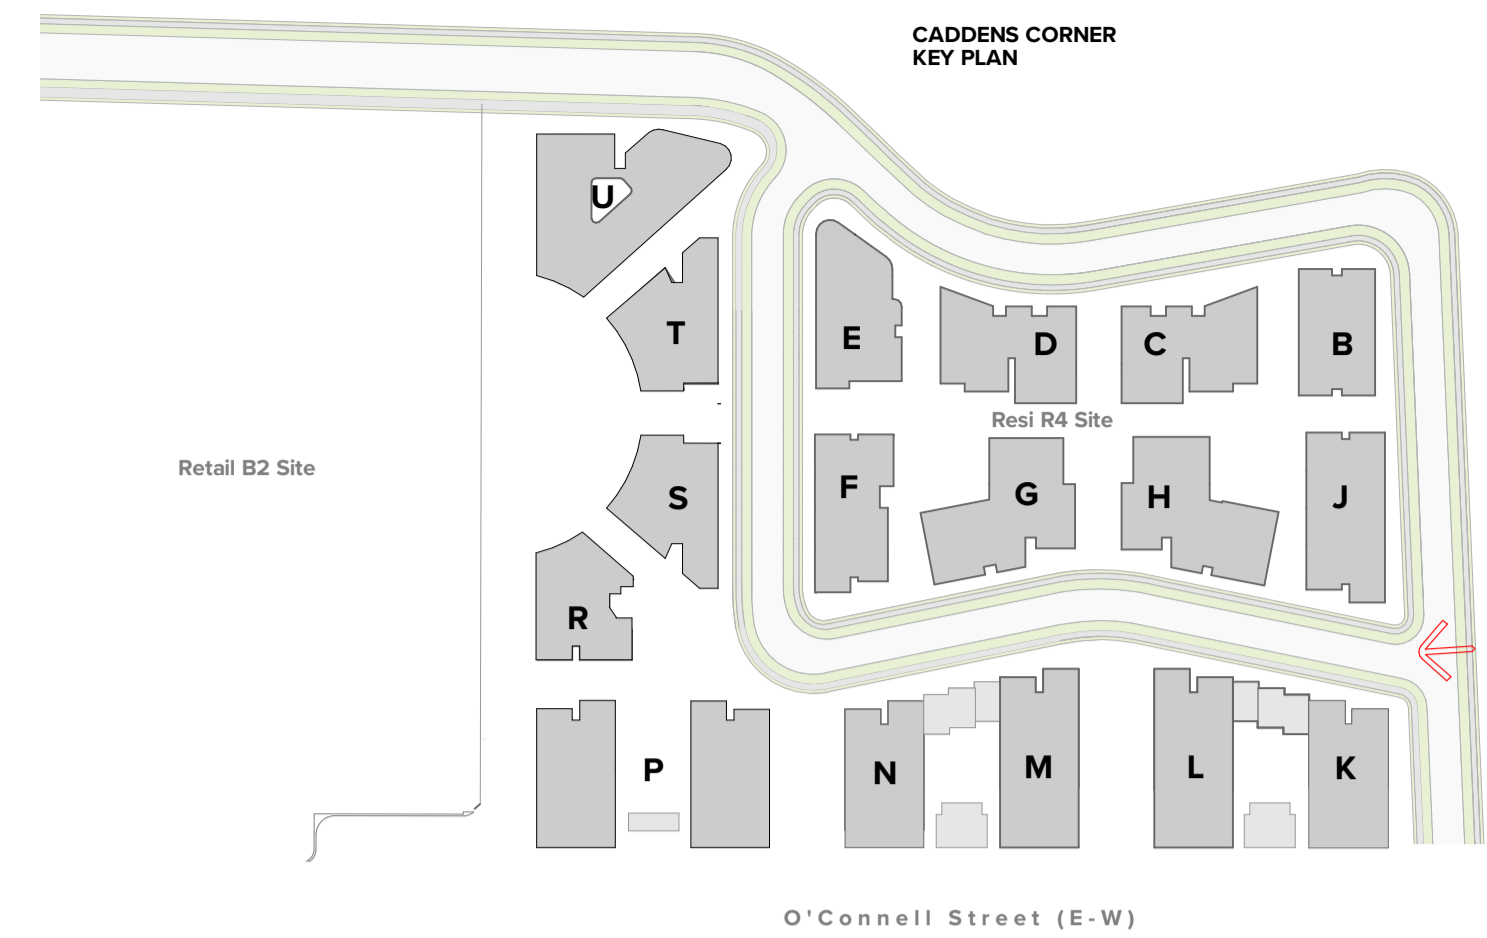 CADDENS CORNER
KEY PLAN
U
T
E
D
C
B
Resi R4 Site
Retail B2 Site
S
F
G
H
J
R
P
N
M
L
K
O'Connell Street (E-W)